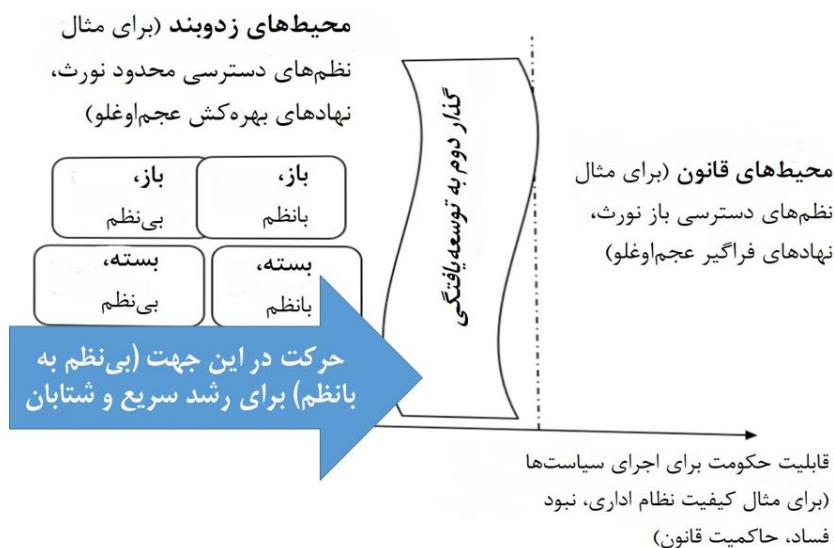 محیط‌های زدوبند (برای مثال
نظم‌های دسترسی محدود نورث،
نهادهای بهره‌کش عجم‌اوغلو)
باز،
بانظم
باز،
بی‌نظم
بسته،
بانظم
بسته،
بی‌نظم
حرکت در این جهت (بی‌نظم به
بانظم) برای رشد سریع و شتابان
گذار دوم به توسعه‌یافتگی
محیط‌های قانون (برای مثال
نظم‌های دسترسی باز نورث،
نهادهای فراگیر عجم‌اوغلو)
قابلیت حکومت برای اجرای سیاست‌ها
(برای مثال کیفیت نظام اداری، نبود
فساد، حاکمیت قانون)